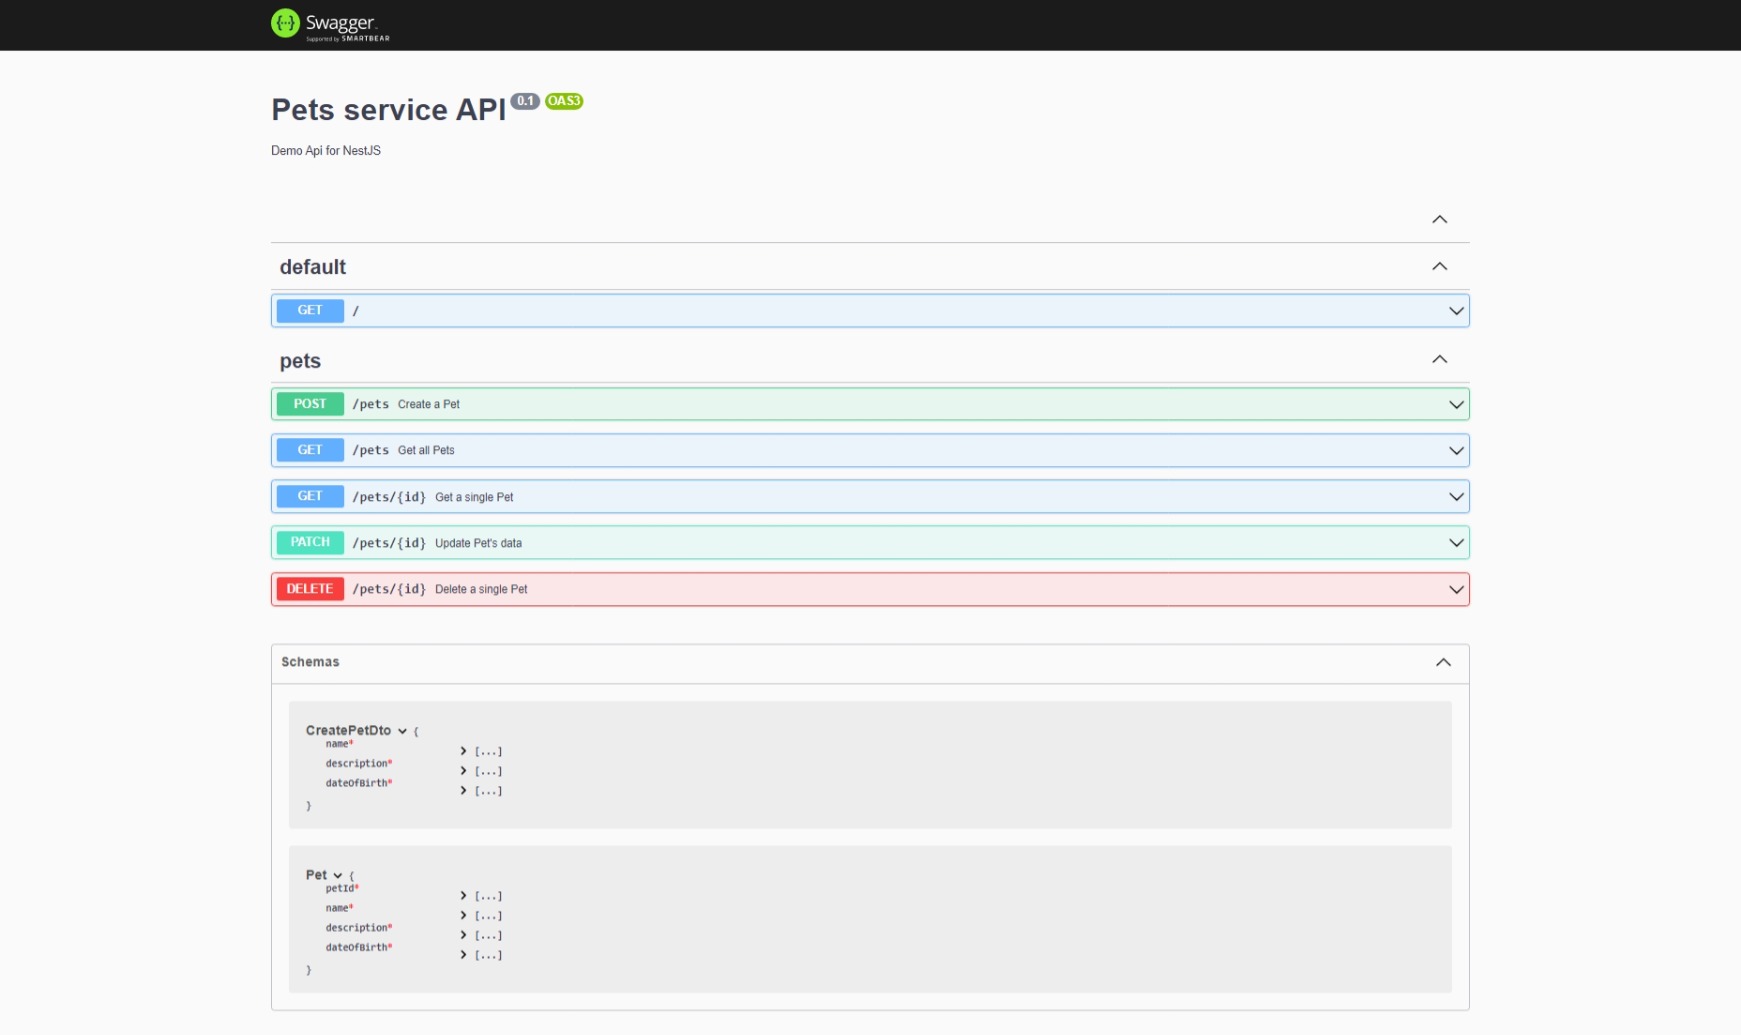 Swagger.
Supported by SMARTBEAR
Pets service API 0.1 OAS3
Demo Api for NestJS
default
GET /
pets
POST /pets Create a Pet
GET /pets Get all Pets
GET /pets/{id} Get a single Pet
PATCH /pets/{id} Update Pet's data
DELETE /pets/{id} Delete a single Pet
Schemas
CreatePetDto {
name* [...]
description* [...]
dateOfBirth* [...]
}
Pet {
petId* [...]
name* [...]
description* [...]
dateOfBirth* [...]
}